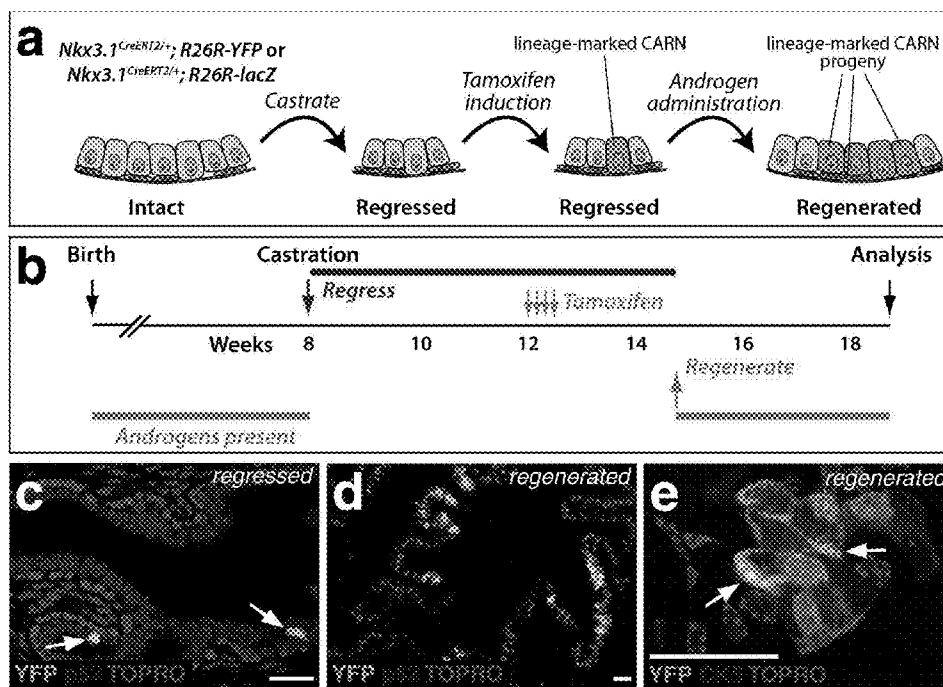 a
Nkx3.1CreERT2/+; R26R-YFP or
Nkx3.1CreERT2/+; R26R-lacZ
Castrate
Tamoxifen
induction
lineage-marked CARN
Androgen
administration
lineage-marked CARN
progeny
Intact
Regressed
Regressed
Regenerated
b
Birth
Castration
Analysis
Regress
Tamoxifen
Weeks 8 10 12 14 16 18
Regenerate
Androgens present
c
regressed
YFP TOPRO
d
regenerated
YFP TOPRO
e
regenerated
YFP TOPRO